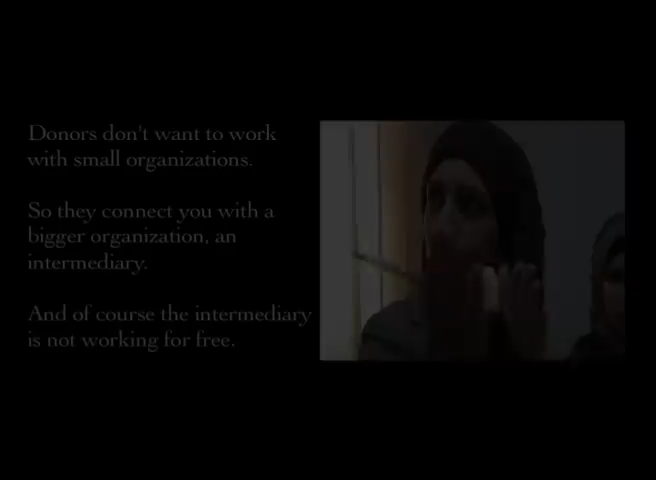 Donors don't want to work
with small organizations.
So they connect you with a
bigger organization, an
intermediary.
And of course the intermediary
is not working for free.